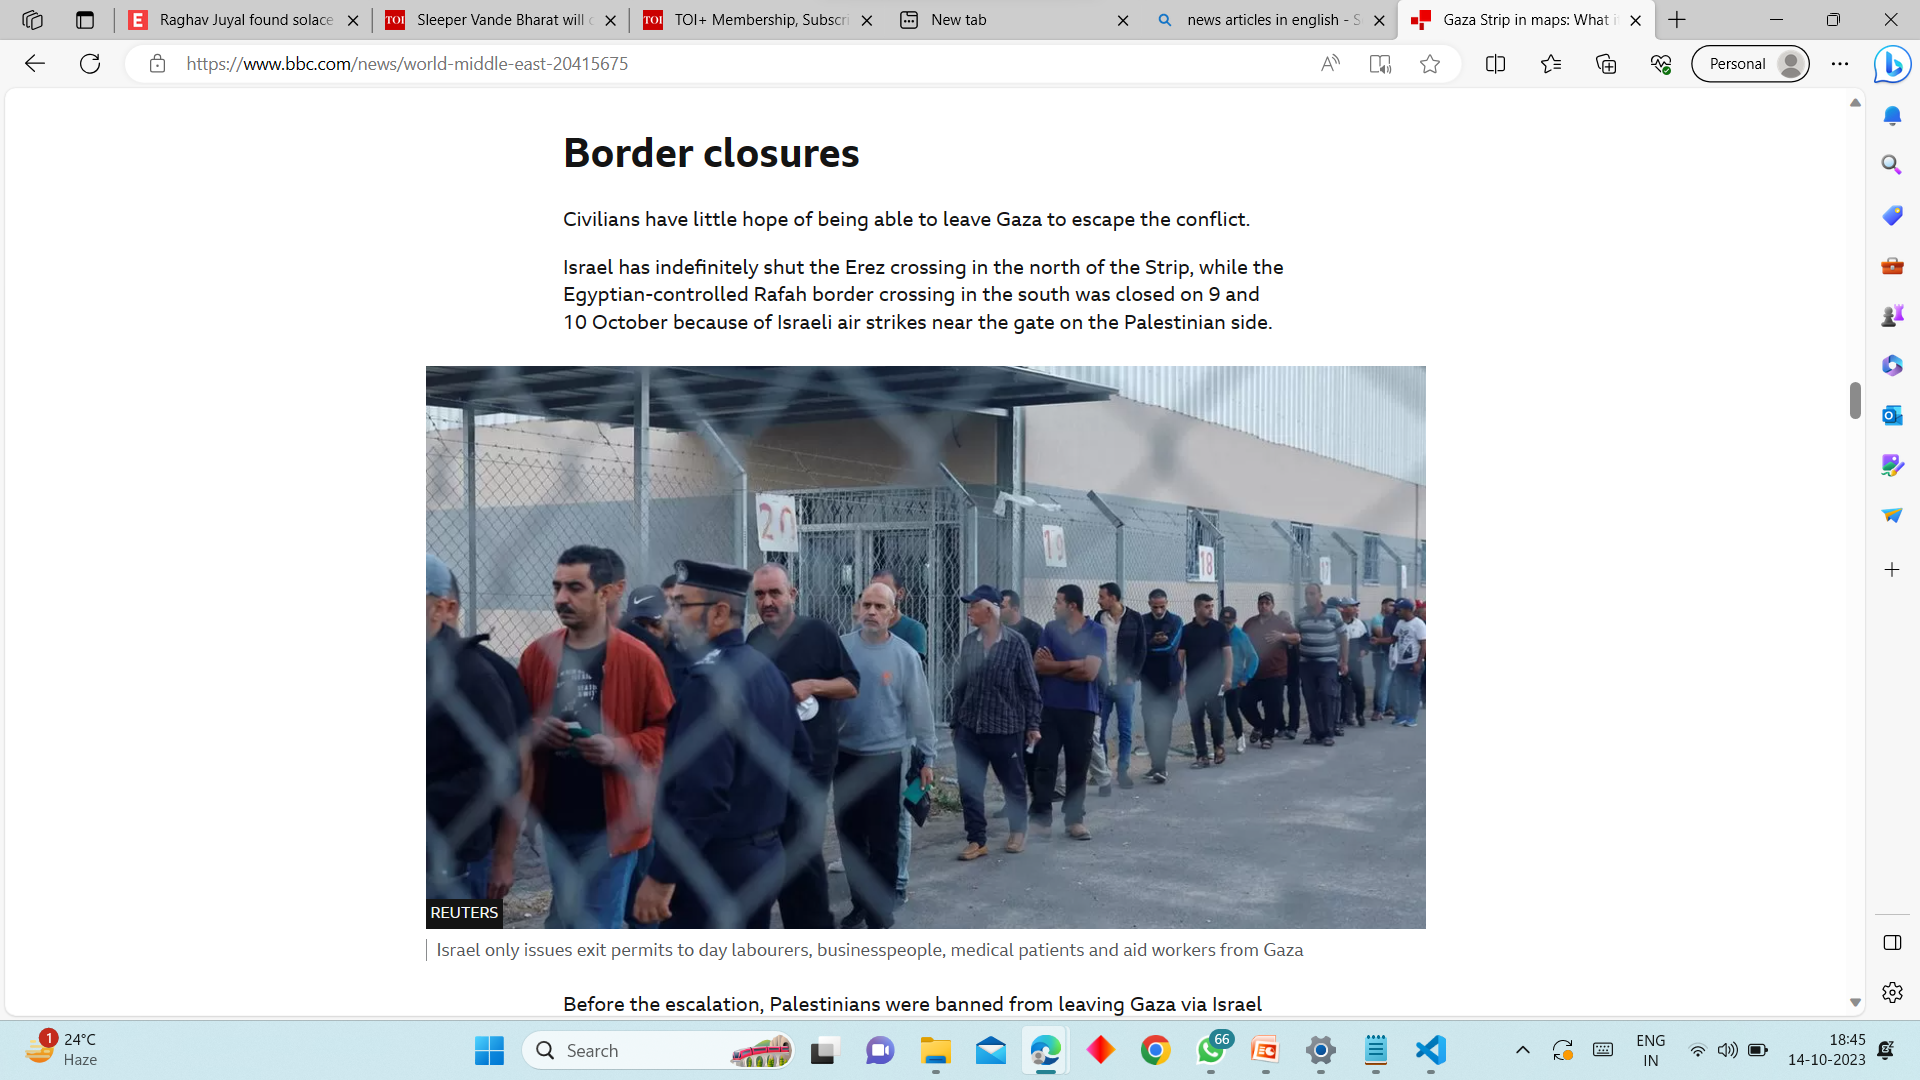 Raghav Juyal found solace
Sleeper Vande Bharat will c
TOI+ Membership, Subscri
New tab
news articles in english - S
Gaza Strip in maps: What i
https://www.bbc.com/news/world-middle-east-20415675
Personal
Border closures
Civilians have little hope of being able to leave Gaza to escape the conflict.
Israel has indefinitely shut the Erez crossing in the north of the Strip, while the
Egyptian-controlled Rafah border crossing in the south was closed on 9 and
10 October because of Israeli air strikes near the gate on the Palestinian side.
20
19
18
17
REUTERS
Israel only issues exit permits to day labourers, businesspeople, medical patients and aid workers from Gaza
Before the escalation, Palestinians were banned from leaving Gaza via Israel
1
24°C
Haze
Search
66
ENG
IN
18:45
14-10-2023